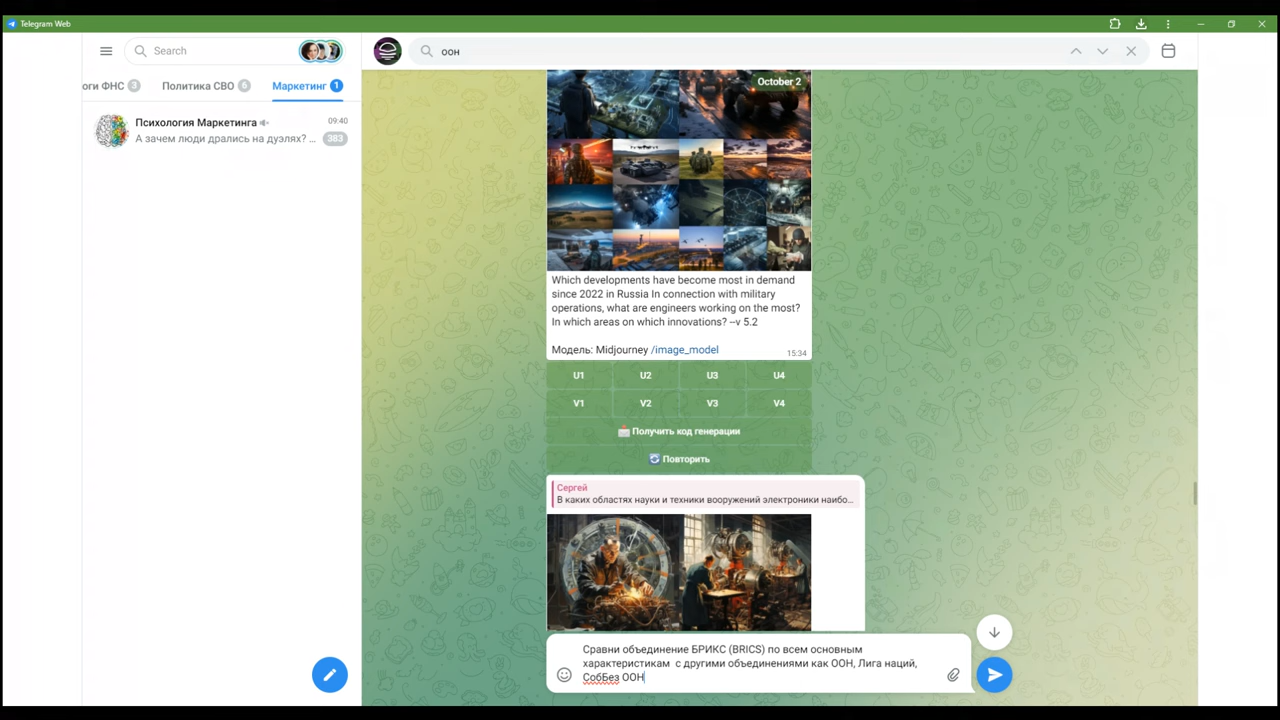 Telegram Web
Search
оон
оги ФНС 3
Политика СВО 6
Маркетинг 1
Психология Маркетинга
09:40
А зачем люди дрались на дуэлях? ...
383
October 2
Which developments have become most in demand
since 2022 in Russia In connection with military
operations, what are engineers working on the most?
In which areas on which innovations? --v 5.2
Модель: Midjourney /image_model
15:34
U1 U2 U3 U4
V1 V2 V3 V4
Получить код генерации
Повторить
Сергей
В каких областях науки и техники вооружений электроники наибо...
Сравни объединение БРИКС (BRICS) по всем основным
характеристикам с другими объединениями как ООН, Лига наций,
СобБез ООН